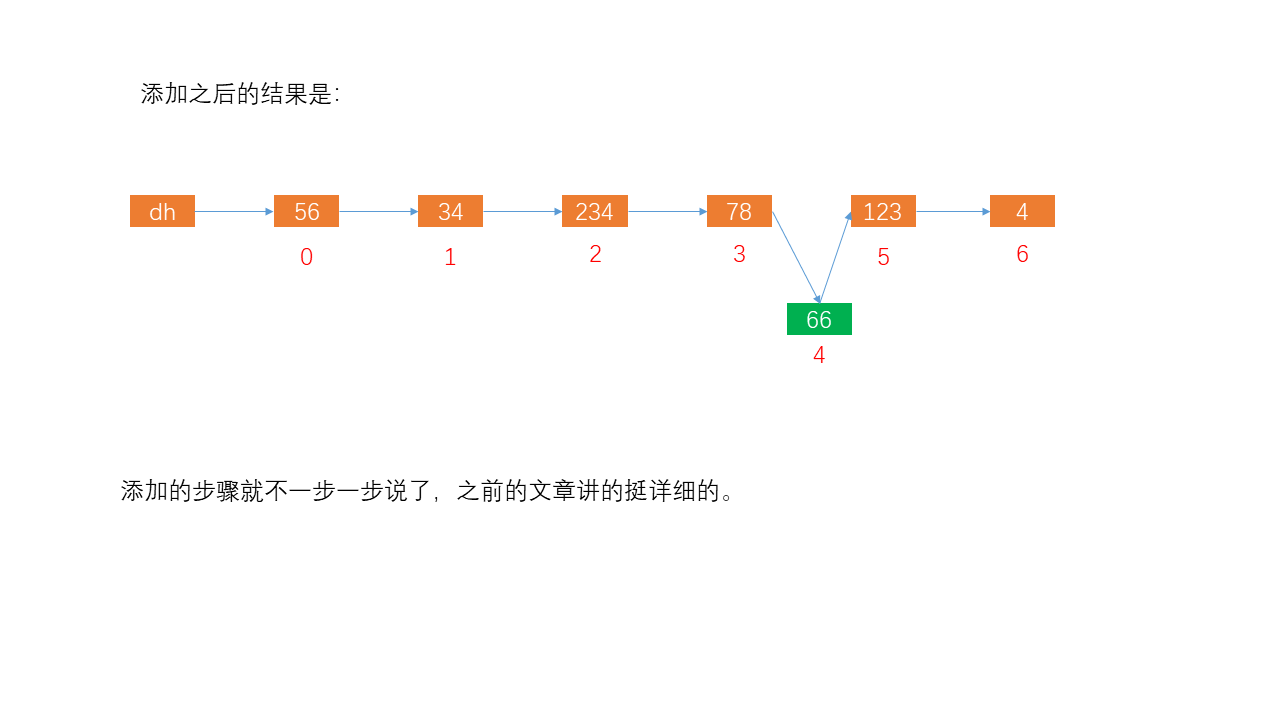 添加之后的结果是：
dh 56 34 234 78 123 4
0 1 2 3 5 6
66
4
添加的步骤就不一步一步说了，之前的文章讲的挺详细的。